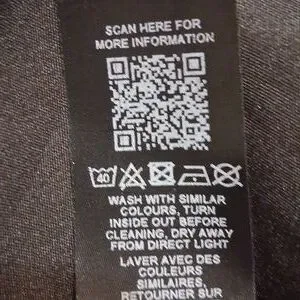 SCAN HERE FOR
MORE INFORMATION
40
WASH WITH SIMILAR
COLOURS, TURN
INSIDE OUT BEFORE
CLEANING, DRY AWAY
FROM DIRECT LIGHT
LAVER AVEC DES
COULEURS
SIMILAIRES,
RETOURNER SUR